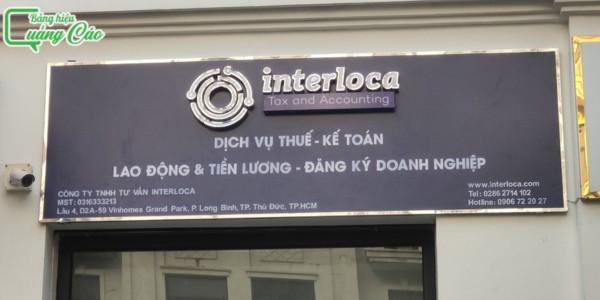 Bảng hiệu
Quảng Cáo
interloca
Tax and Accounting
DỊCH VỤ THUẾ - KẾ TOÁN
LAO ĐỘNG & TIỀN LƯƠNG - ĐĂNG KÝ DOANH NGHIỆP
CÔNG TY TNHH TƯ VẤN INTERLOCA
MST: 0316333213
Lầu 4, D2A-59 Vinhomes Grand Park, P. Long Bình, TP. Thủ Đức, TP.HCM
www.interloca.com
Tel: 0286 2714 102
Hotline: 0906 72 20 27